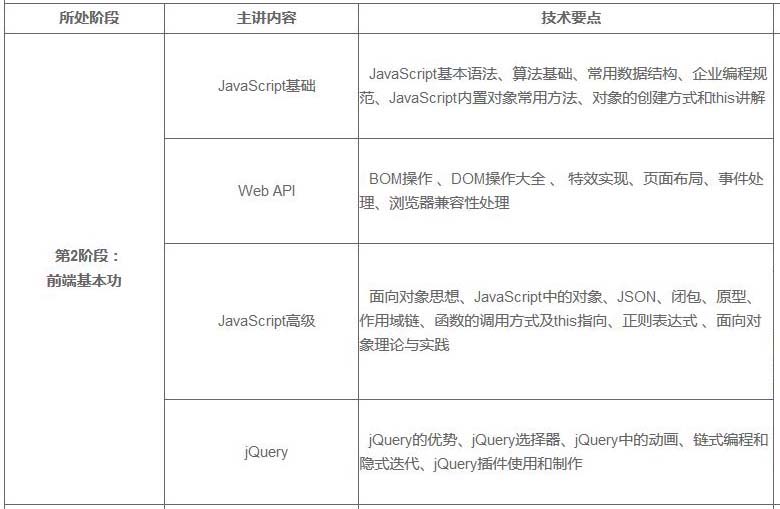 所处阶段 主讲内容 技术要点
JavaScript基础
JavaScript基本语法、算法基础、常用数据结构、企业编程规
范、JavaScript内置对象常用方法、对象的创建方式和this讲解
Web API
BOM操作 、DOM操作大全 、 特效实现、页面布局、事件处
理、浏览器兼容性处理
第2阶段：
前端基本功
JavaScript高级
面向对象思想、JavaScript中的对象、JSON、闭包、原型、
作用域链、函数的调用方式及this指向、正则表达式 、面向对
象理论与实践
jQuery
jQuery的优势、jQuery选择器、jQuery中的动画、链式编程和
隐式迭代、jQuery插件使用和制作